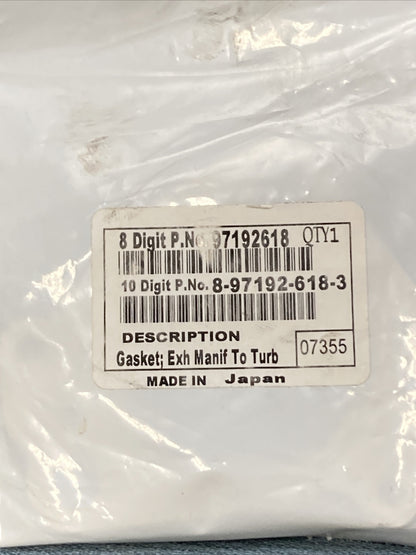 8 Digit P.No. 97192618 QTY1
10 Digit P.No. 8-97192-618-3
DESCRIPTION
Gasket; Exh Manif To Turb 07355
MADE IN Japan